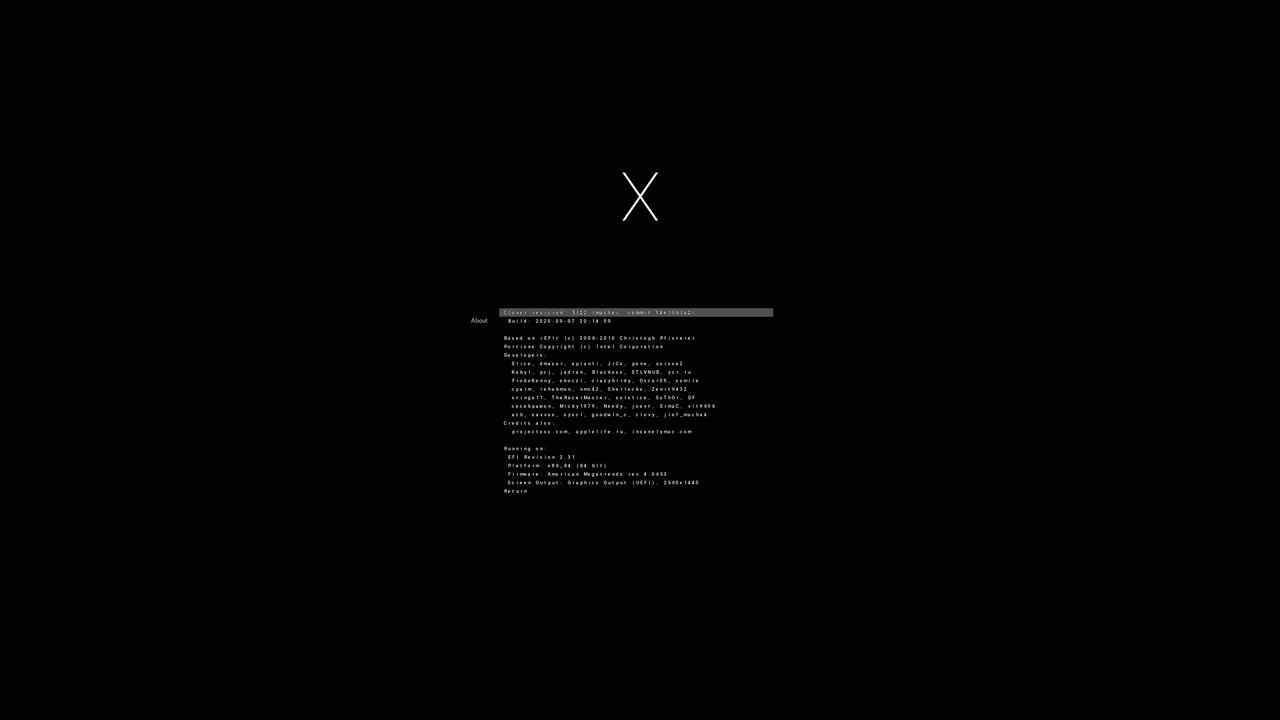 X
Clover revision: 5122 (master, commit
About
Build: 2020-09-07 20:14:09
Based on rEFIt (c) 2006-2010 Christoph Pfisterer
Portions Copyright (c) Intel Corporation
Developers:
Slice, dmazar, apianti, JrCs, pene, usrsse2
Kabyl, pcj, jadran, Blackosx, STLVNUB, ycr.ru
FrodoKenny, skoczi, crazybirdy, Oscar09, xsmile
cparm, rehabman, nms42, Sherlocks, Zenith432
stinga11, TheRacerMaster, solstice, SoThOr, DF
cecekpawon, Micky1979, Needy, joevt, ErmaC, vit9696
ath, savvas, syscl, goodwin_c, clovy, jief_machak
Credits also:
projectosx.com, applelife.ru, insanelymac.com
Running on:
EFI Revision 2.31
Platform: x86_64 (64 bit)
Firmware: American Megatrends rev 4.0653
Screen Output: Graphics Output (UEFI), 2560x1440
Return